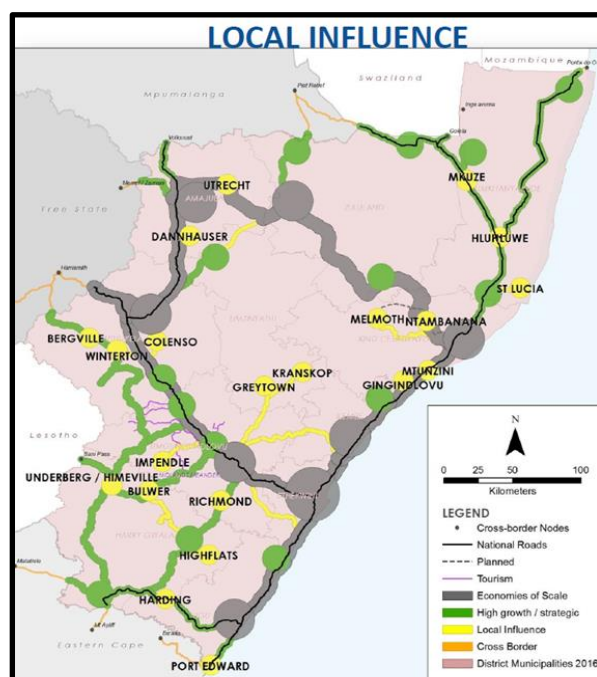 LOCAL INFLUENCE
Mozambique
Swaziland
Mpumalanga
UTRECHT
AMAJUBA
MKUZE
Free State
DANNHAUSER
HLUHLUWE
Harrismith
ST LUCIA
MELMOTH
NTAMBANANA
BERGVILLE
COLENSO
WINTERTON
KRANSKOP
MTUNZINI
GREYTOWN
GINGINDLOVU
Lesotho
IMPENDLE
UNDERBERG / HIMEVILLE
BULWER
RICHMOND
HIGHFLATS
HARDING
Eastern Cape
PORT EDWARD
N
0 25 50 100
Kilometers
LEGEND
Cross-border Nodes
National Roads
Planned
Tourism
Economies of Scale
High growth / strategic
Local Influence
Cross Border
District Municipalities 2016